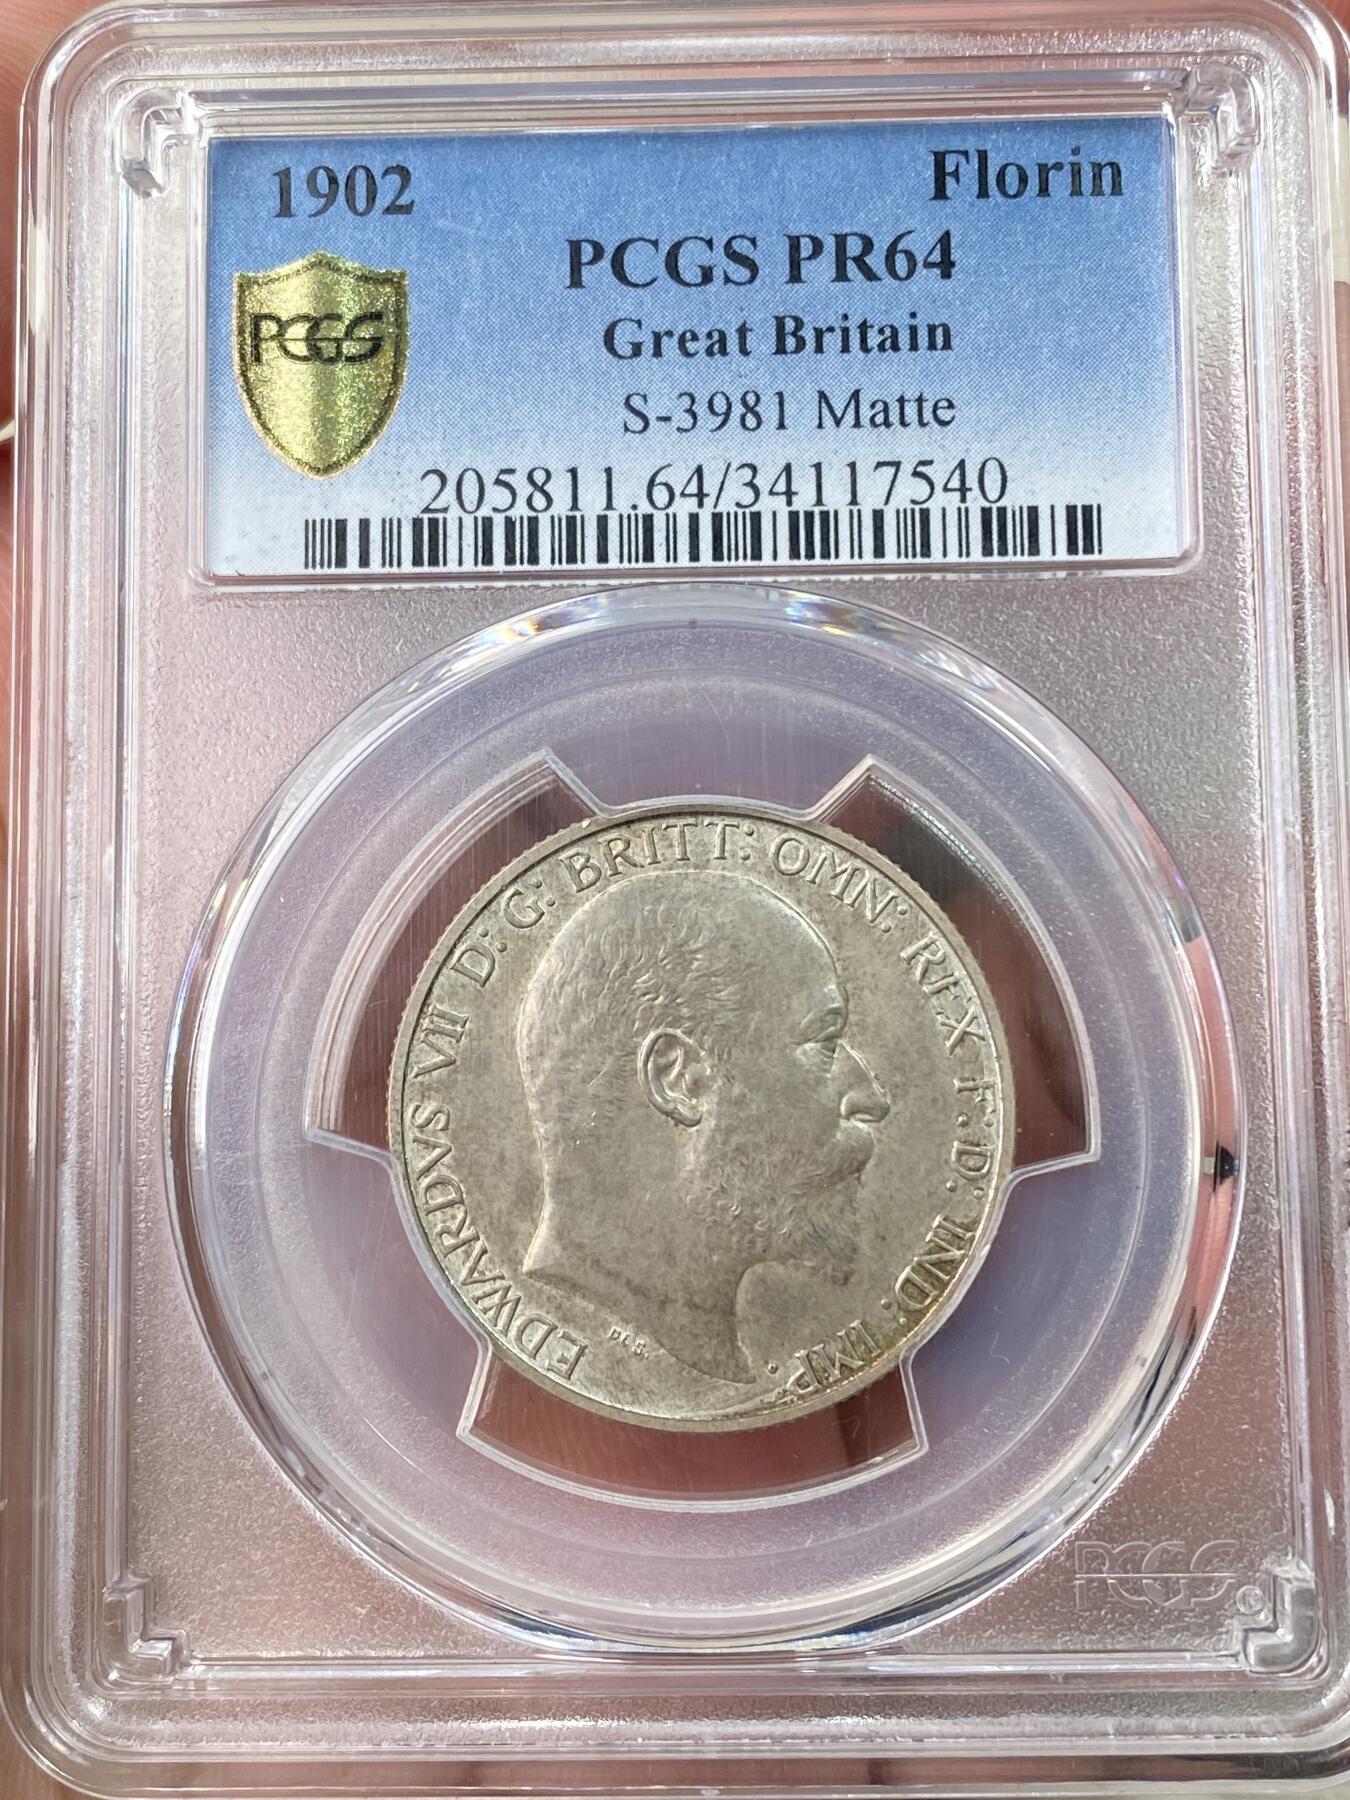 1902
Florin
PCGS PR64
PCGS
Great Britain
S-3981 Matte
205811.64/34117540
EDWARDVS VII D: G: BRITT: OMN: REX F: D: IND: IMP:
DES.
PCGS